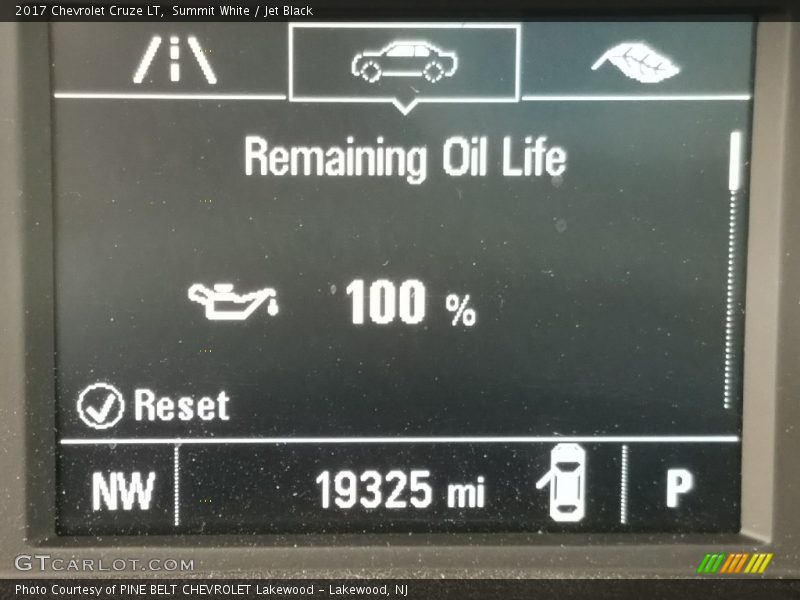 2017 Chevrolet Cruze LT, Summit White / Jet Black
Remaining Oil Life
100 %
Reset
NW 19325 mi P
GTCARLOT.COM
Photo Courtesy of PINE BELT CHEVROLET Lakewood - Lakewood, NJ